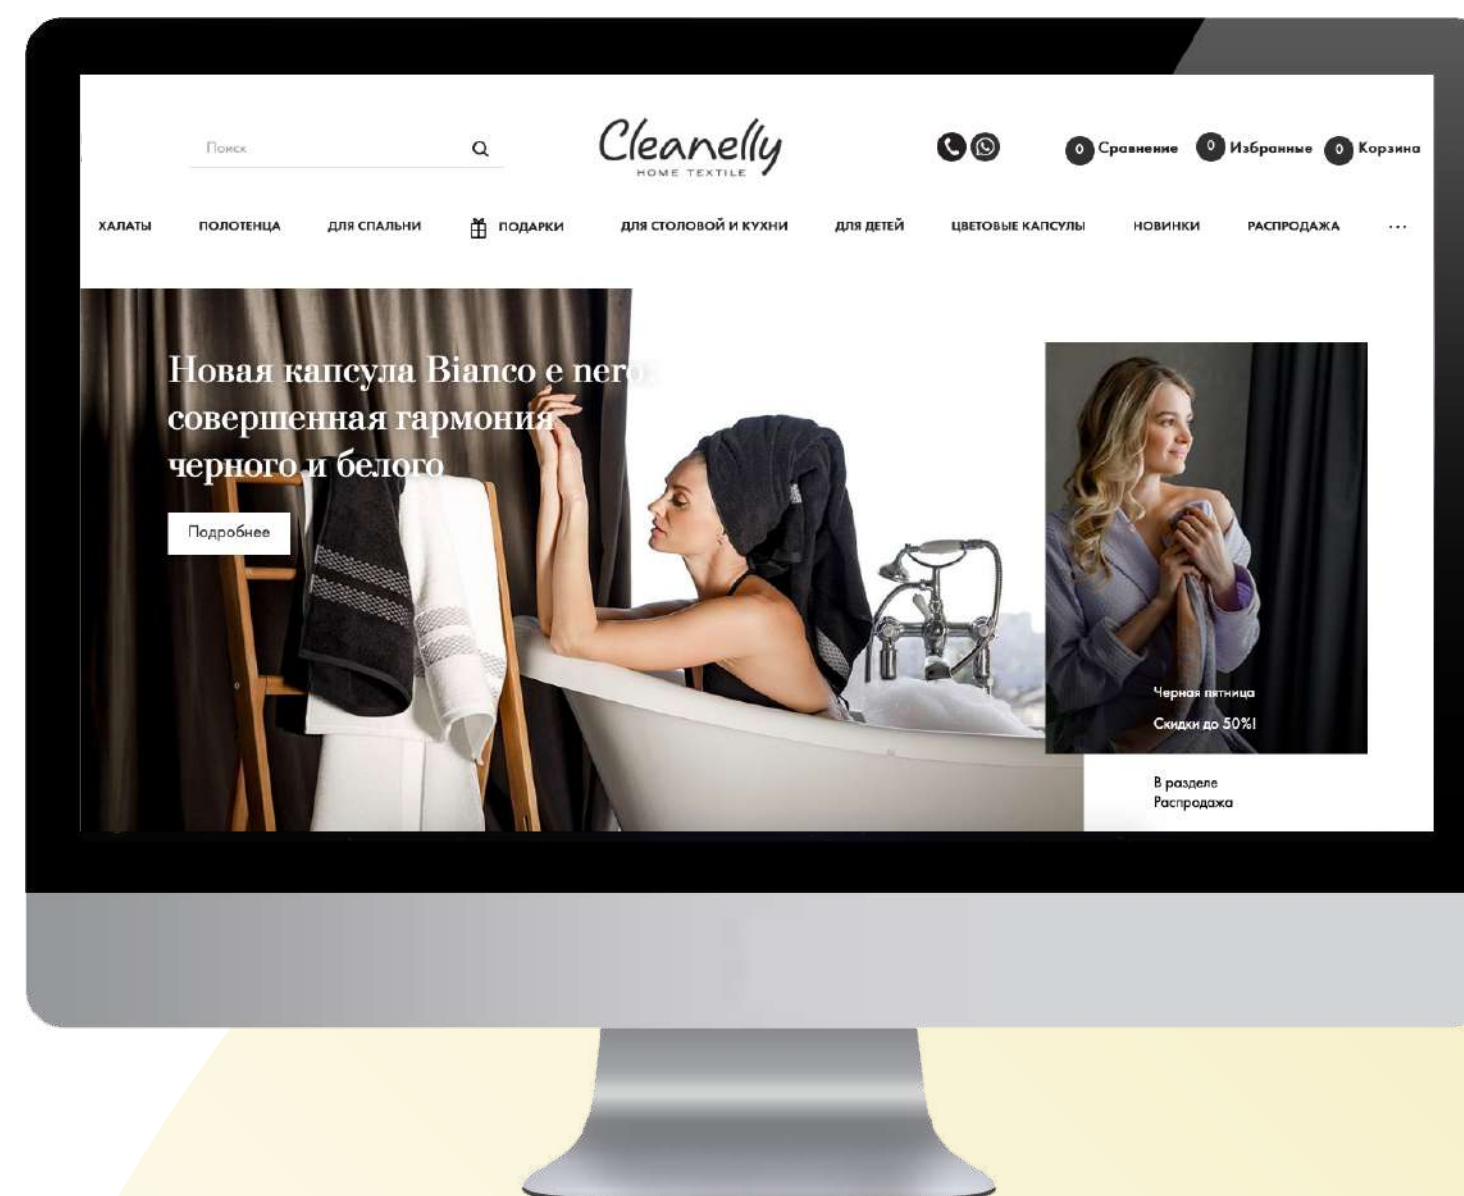 Поиск
Cleanelly
HOME TEXTILE
0 Сравнение 0 Избранные 0 Корзина
ХАЛАТЫ ПОЛОТЕНЦА ДЛЯ СПАЛЬНИ ПОДАРКИ ДЛЯ СТОЛОВОЙ И КУХНИ ДЛЯ ДЕТЕЙ ЦВЕТОВЫЕ КАПСУЛЫ НОВИНКИ РАСПРОДАЖА ...
Новая капсула Bianco e nero:
совершенная гармония
черного и белого
Подробнее
Черная пятница
Скидки до 50%!
В разделе
Распродажа